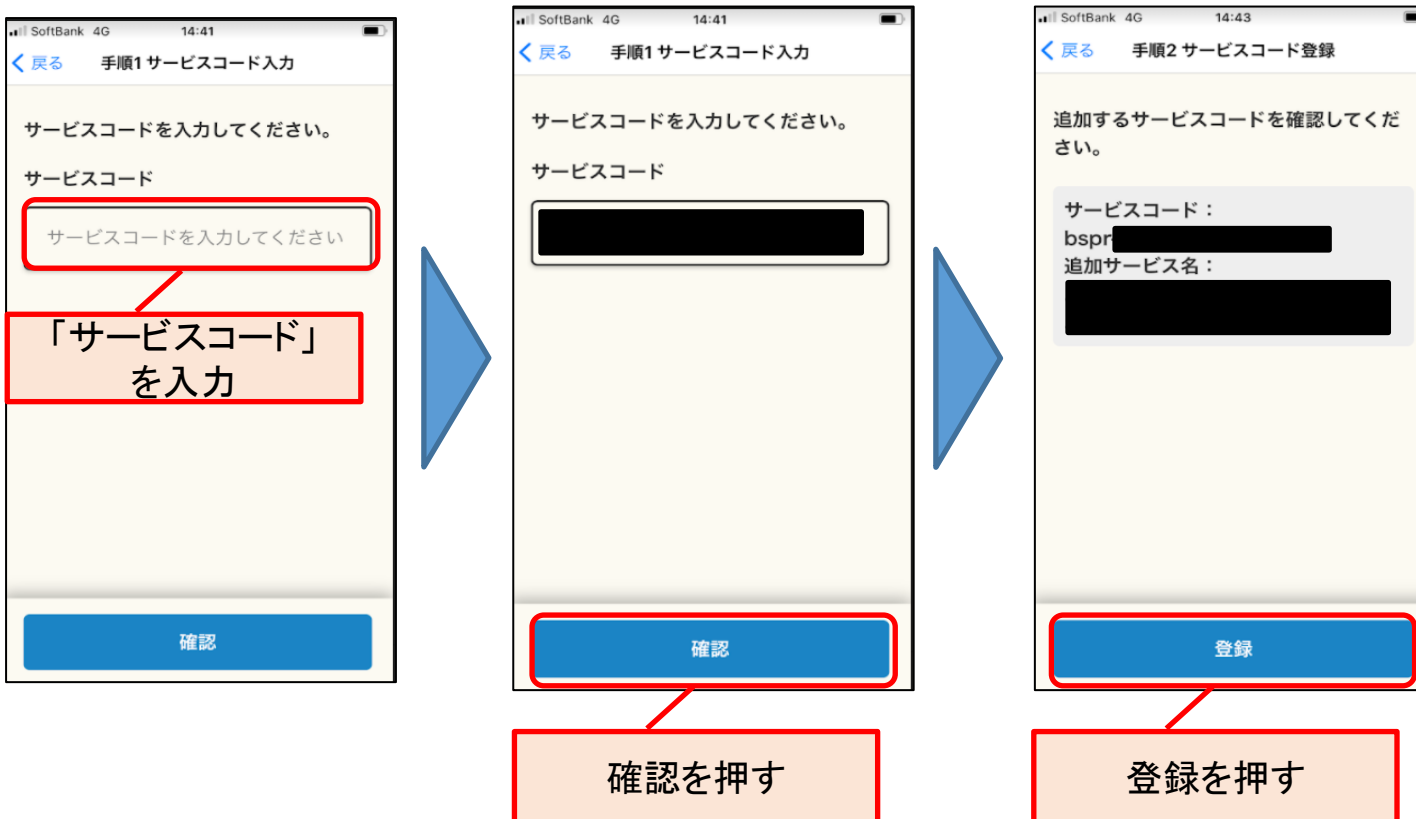 SoftBank 4G 14:41
戻る 手順1 サービスコード入力
サービスコードを入力してください。
サービスコード
サービスコードを入力してください
「サービスコード」
を入力
確認
SoftBank 4G 14:41
戻る 手順1 サービスコード入力
サービスコードを入力してください。
サービスコード
確認
確認を押す
SoftBank 4G 14:43
戻る 手順2 サービスコード登録
追加するサービスコードを確認してくだ
さい。
サービスコード：
bspr
追加サービス名：
登録
登録を押す